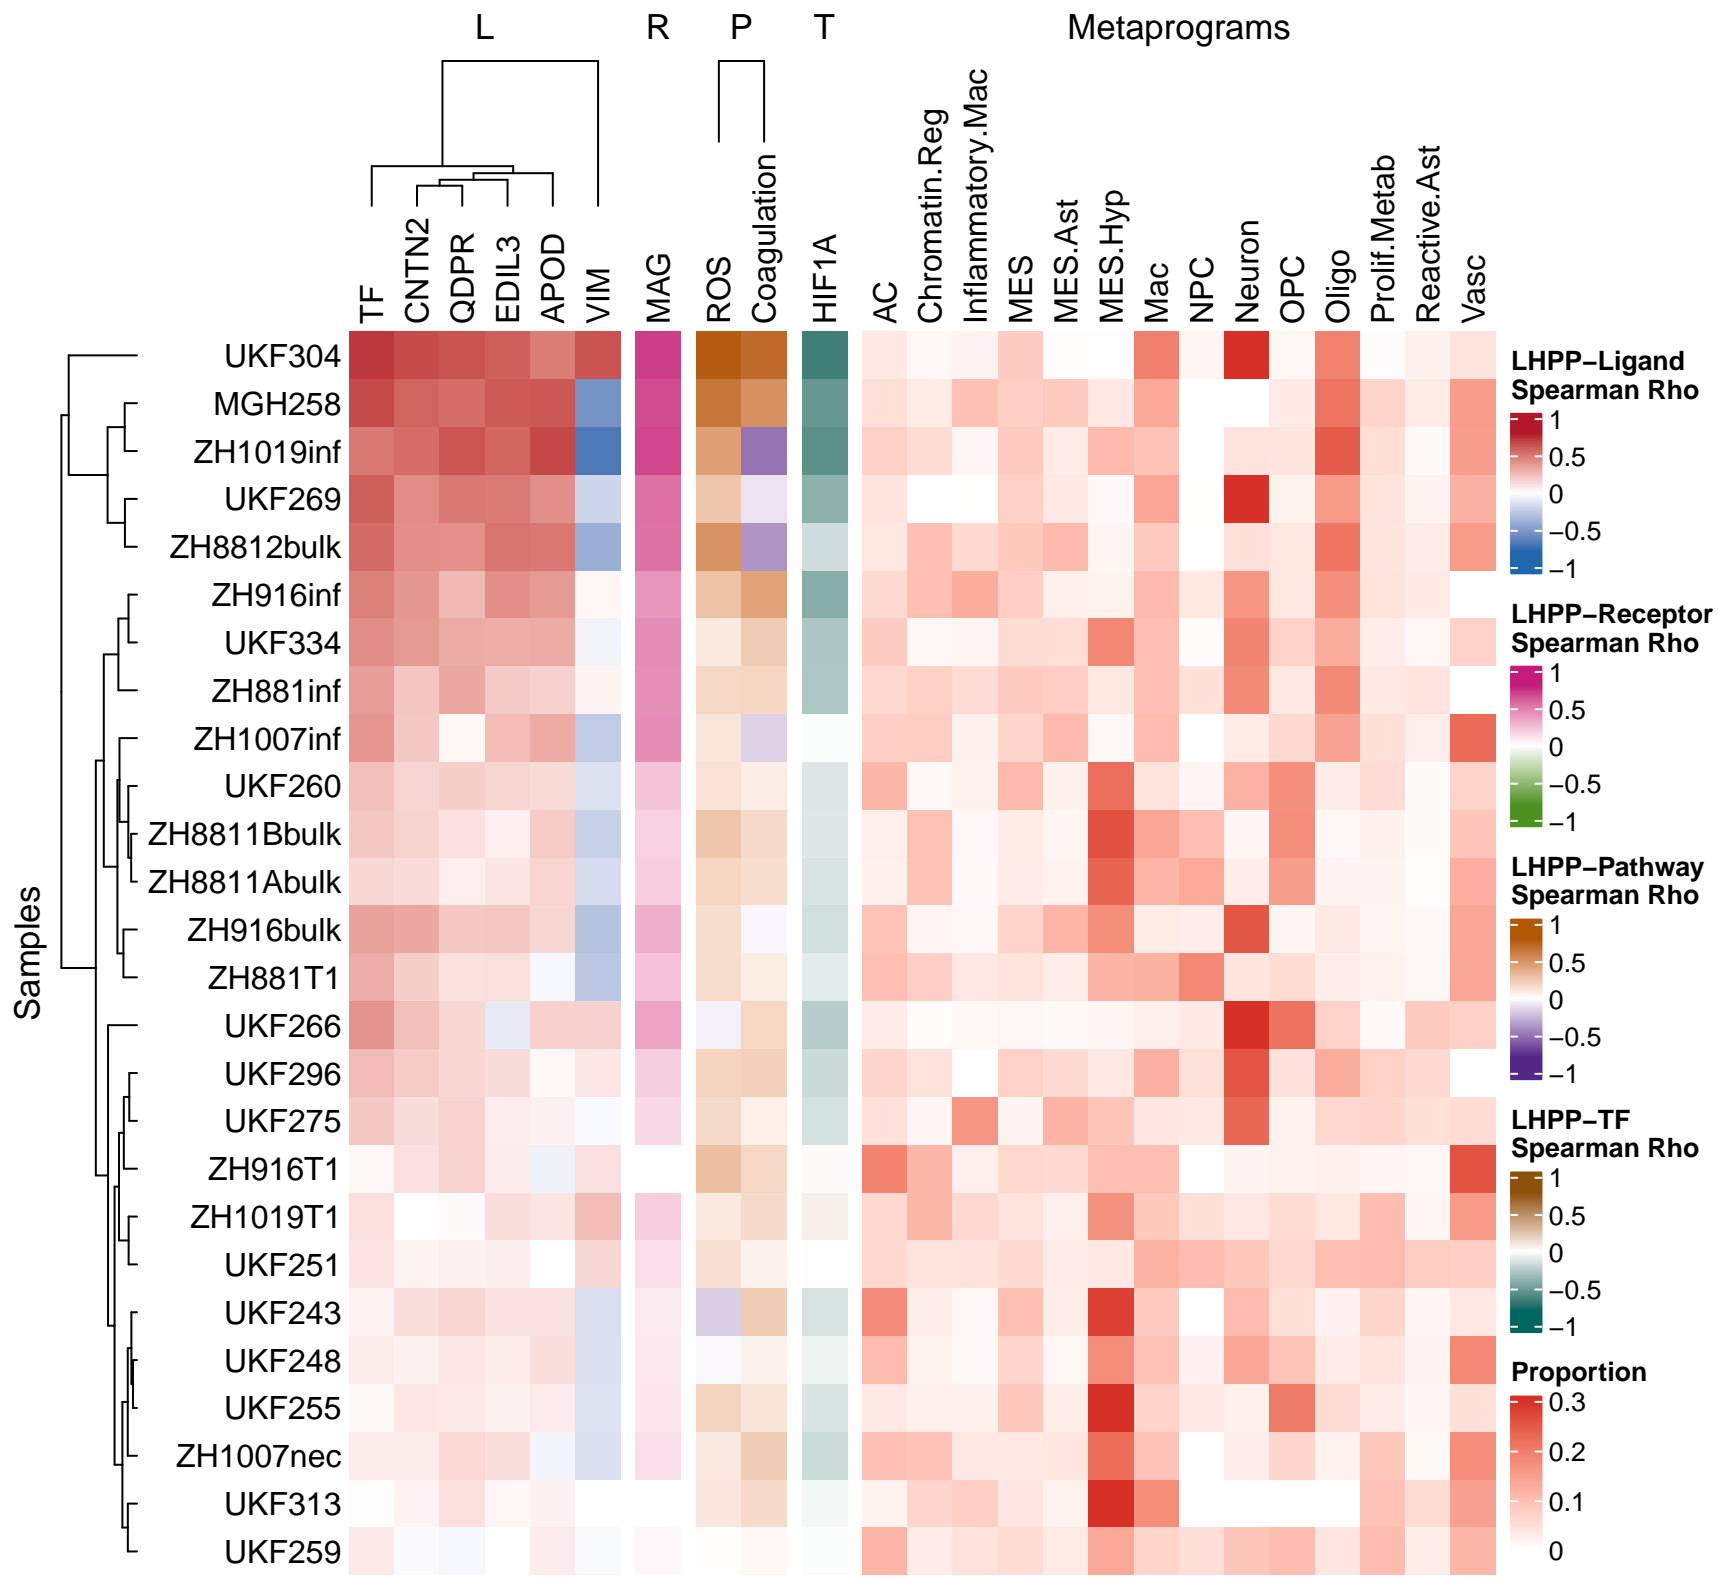 L R P T Metaprograms
TF CNTN2 QDPR EDIL3 APOD VIM MAG ROS Coagulation HIF1A AC Chromatin.Reg Inflammatory.Mac MES MES.Ast MES.Hyp Mac NPC Neuron OPC Oligo Prolif.Metab Reactive.Ast Vasc
Samples
UKF304
MGH258
ZH1019inf
UKF269
ZH8812bulk
ZH916inf
UKF334
ZH881inf
ZH1007inf
UKF260
ZH8811Bbulk
ZH8811Abulk
ZH916bulk
ZH881T1
UKF266
UKF296
UKF275
ZH916T1
ZH1019T1
UKF251
UKF243
UKF248
UKF255
ZH1007nec
UKF313
UKF259
LHPP−Ligand
Spearman Rho
1
0.5
0
−0.5
−1
LHPP−Receptor
Spearman Rho
1
0.5
0
−0.5
−1
LHPP−Pathway
Spearman Rho
1
0.5
0
−0.5
−1
LHPP−TF
Spearman Rho
1
0.5
0
−0.5
−1
Proportion
0.3
0.2
0.1
0